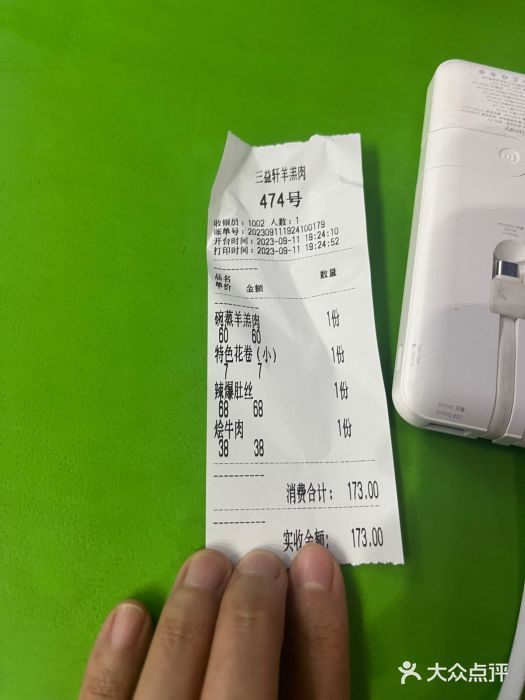 三益轩羊羔肉
474号
收银员：1002 人数：1
账单号：202309111924100179
开台时间：2023-09-11 19:24:10
打印时间：2023-09-11 19:24:52
品名 数量
单价 金额
碗蒸羊羔肉 1份
60 60
特色花卷（小） 1份
7 7
辣爆肚丝 1份
68 68
烩牛肉 1份
38 38
消费合计： 173.00
实收金额： 173.00
USB Output
大众点评